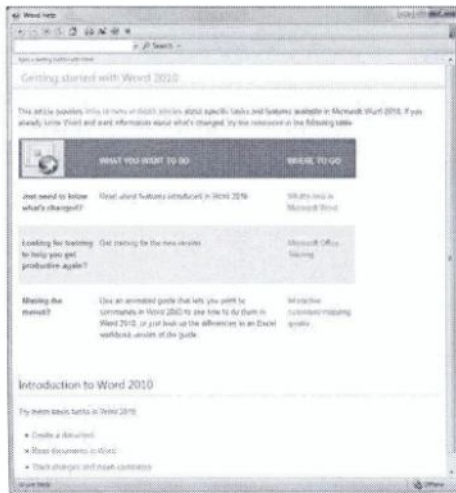 Word Help
Search
Getting started with Word 2010
This article provides links to new or about specific tasks and features available in Microsoft Word 2010. If you
already know Word and want information about what's changed, try the resources in the following table.
WHAT YOU WANT TO DO WHERE TO GO
Just need to know Read about features introduced in Word 2010 What's new in
what's changed? Microsoft Word
Looking for training Get training for the new version Microsoft Office
to help you get Training
productive again?
Missing the Use an animated guide that lets you point to Interactive
menus? commands in Word 2003 to see how to do them in command mapping
Word 2010, or just look up the differences in an Excel guides
workbook version of the guide.
Introduction to Word 2010
Try these basic tasks in Word 2010
Create a document
Read documents in Word
Track changes and insert comments
Offline